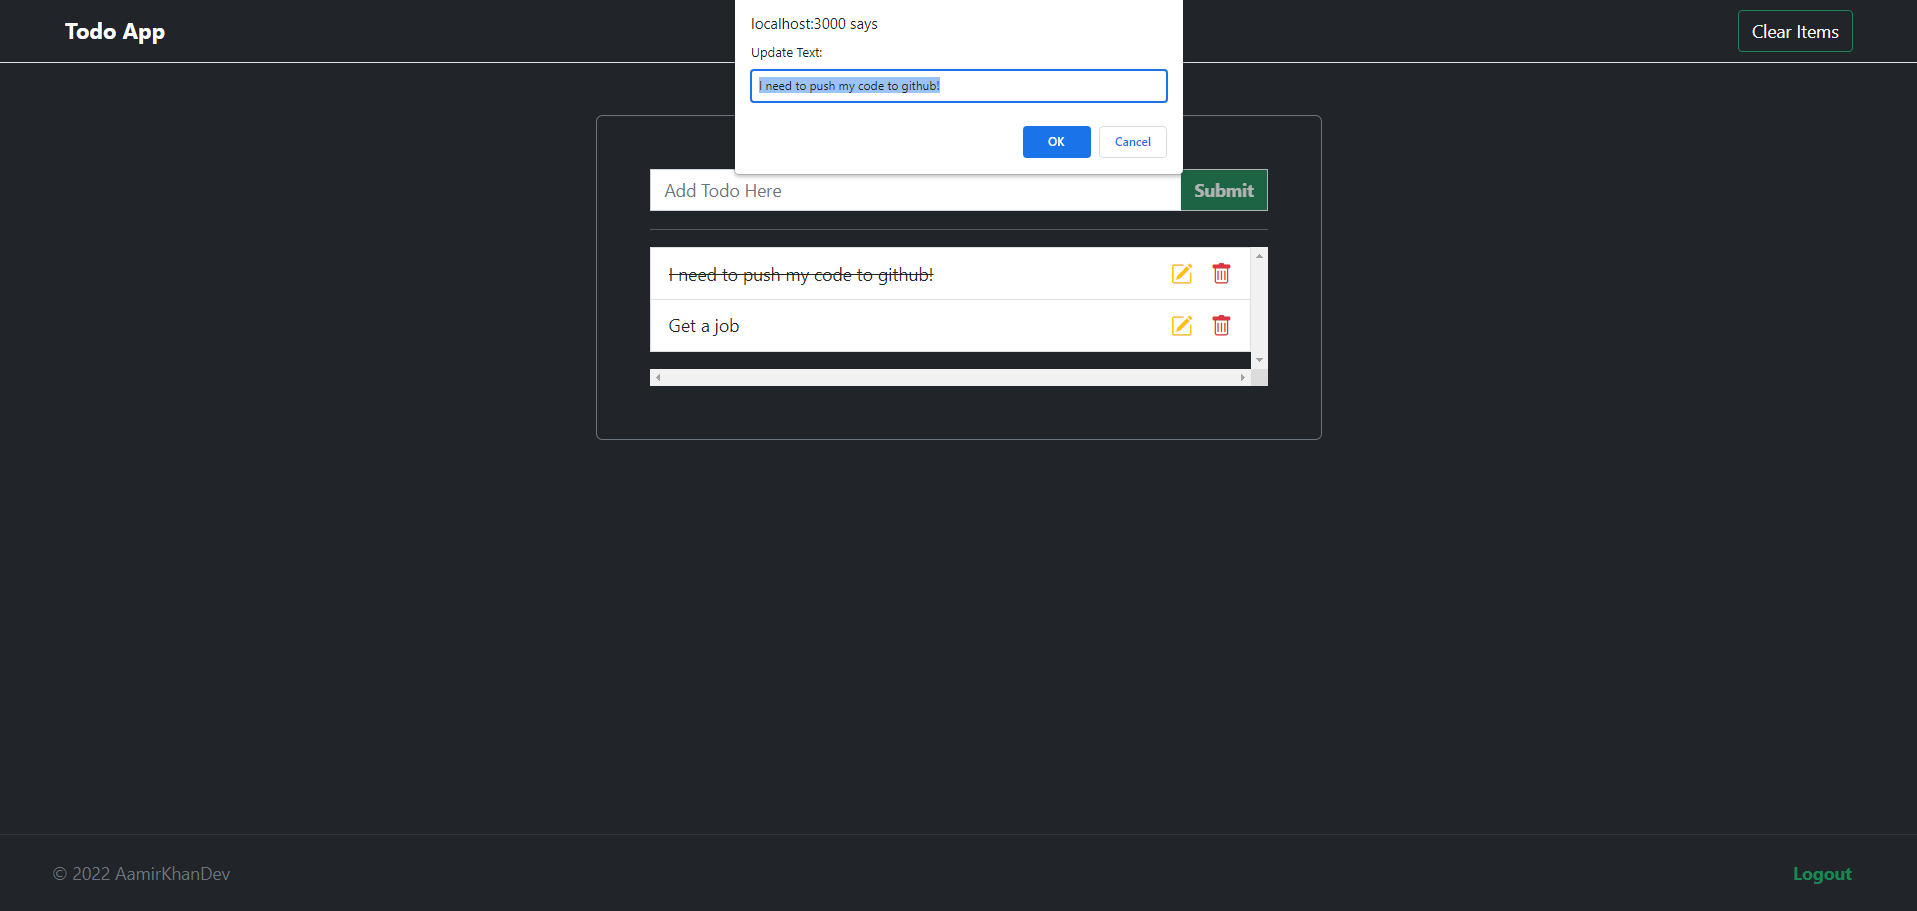 Todo App
localhost:3000 says
Update Text:
I need to push my code to github!
OK
Cancel
Clear Items
Add Todo Here
Submit
I need to push my code to github!
Get a job
© 2022 AamirKhanDev
Logout